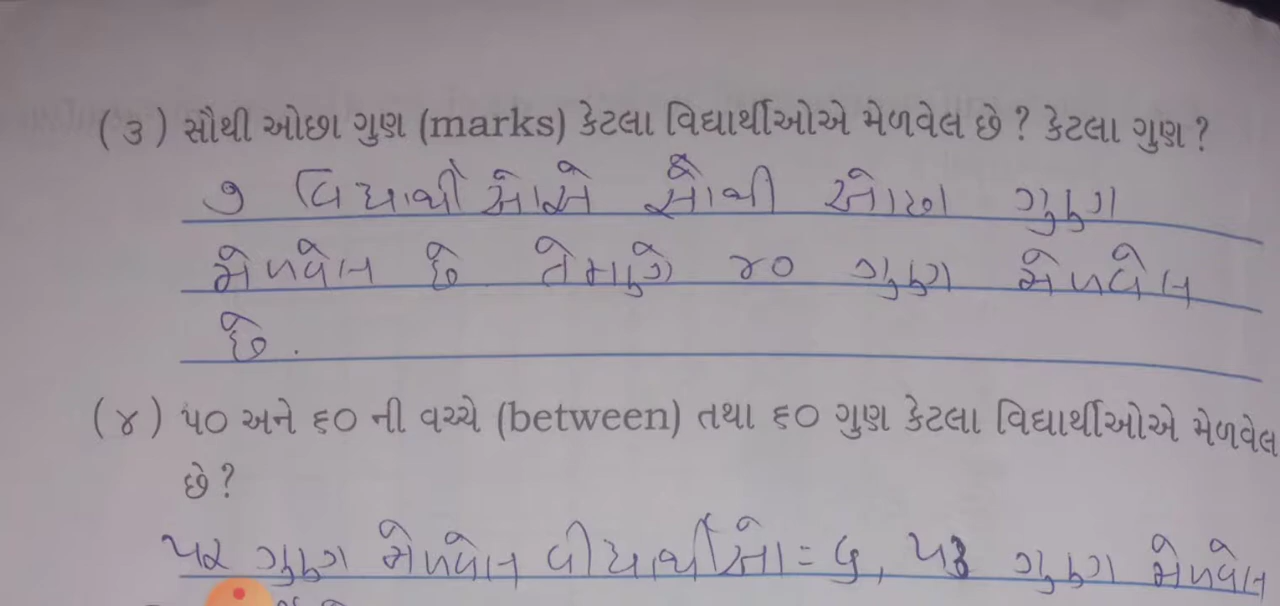 (૩) સૌથી ઓછા ગુણ (marks) કેટલા વિદ્યાર્થીઓએ મેળવેલ છે ? કેટલા ગુણ ?
૭ વિદ્યાર્થીઓએ સૌથી ઓછા ગુણ
મેળવેલ છે તેમણે ૪૦ ગુણ મેળવેલ
છે.
(૪) ૫૦ અને ૬૦ ની વચ્ચે (between) તથા ૬૦ ગુણ કેટલા વિદ્યાર્થીઓએ મેળવેલ
છે ?
૫૨ ગુણ મેળવેલ વીદ્યાર્થીઓ = ૬, ૫૩ ગુણ મેળવેલ